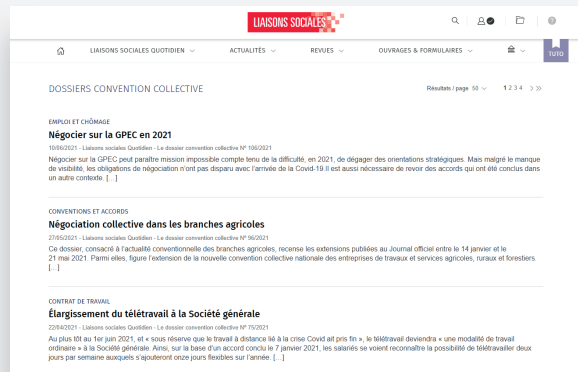 LIAISONS SOCIALES
LIAISONS SOCIALES QUOTIDIEN ACTUALITÉS REVUES OUVRAGES & FORMULAIRES
TUTO
DOSSIERS CONVENTION COLLECTIVE Résultats / page 50 1 2 3 4
EMPLOI ET CHÔMAGE
Négocier sur la GPEC en 2021
10/06/2021 - Liaisons sociales Quotidien - Le dossier convention collective N° 106/2021
Négocier sur la GPEC peut paraître mission impossible compte tenu de la difficulté, en 2021, de dégager des orientations stratégiques. Mais malgré le manque
de visibilité, les obligations de négociation n'ont pas disparu avec l'arrivée de la Covid-19.Il est aussi nécessaire de revoir des accords qui ont été conclus dans
un autre contexte. [...]
CONVENTIONS ET ACCORDS
Négociation collective dans les branches agricoles
27/05/2021 - Liaisons sociales Quotidien - Le dossier convention collective N° 96/2021
Ce dossier, consacré à l'actualité conventionnelle des branches agricoles, recense les extensions publiées au Journal officiel entre le 14 janvier et le
21 mai 2021. Parmi elles, figure l'extension de la nouvelle convention collective nationale des entreprises de travaux et services agricoles, ruraux et forestiers.
[...]
CONTRAT DE TRAVAIL
Élargissement du télétravail à la Société générale
22/04/2021 - Liaisons sociales Quotidien - Le dossier convention collective N° 75/2021
Au plus tôt au 1er juin 2021, et « sous réserve que le travail à distance lié à la crise Covid ait pris fin », le télétravail deviendra « une modalité de travail
ordinaire » à la Société générale. Ainsi, sur la base d'un accord conclu le 7 janvier 2021, les salariés se voient reconnaître la possibilité de télétravailler deux
jours par semaine auxquels s'ajouteront onze jours flexibles sur l'année. [...]